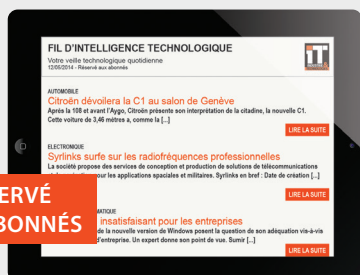 FIL D'INTELLIGENCE TECHNOLOGIQUE
Votre veille technologique quotidienne
12/05/2014 - Réservé aux abonnés
IT
AUTOMOBILE
Citroën dévoilera la C1 au salon de Genève
Après la 108 et avant l'Aygo, Citroën présente son interprétation de la citadine, la nouvelle C1.
Cette voiture de 3,46 mètres a, comme la [...]
LIRE LA SUITE
ELECTRONIQUE
Syrlinks surfe sur les radiofréquences professionnelles
La société propose des services de conception et production de solutions de télécommunications
pour les applications spaciales et militaires. Syrlinks en bref : Date de création [...]
LIRE LA SUITE
ERVÉ
BONNÉS
MATIQUE
insatisfaisant pour les entreprises
de la nouvelle version de Windows posent la question de son adéquation vis-à-vis
d'entreprise. Un expert donne son point de vue. Sumir [...]
LIRE LA SUITE